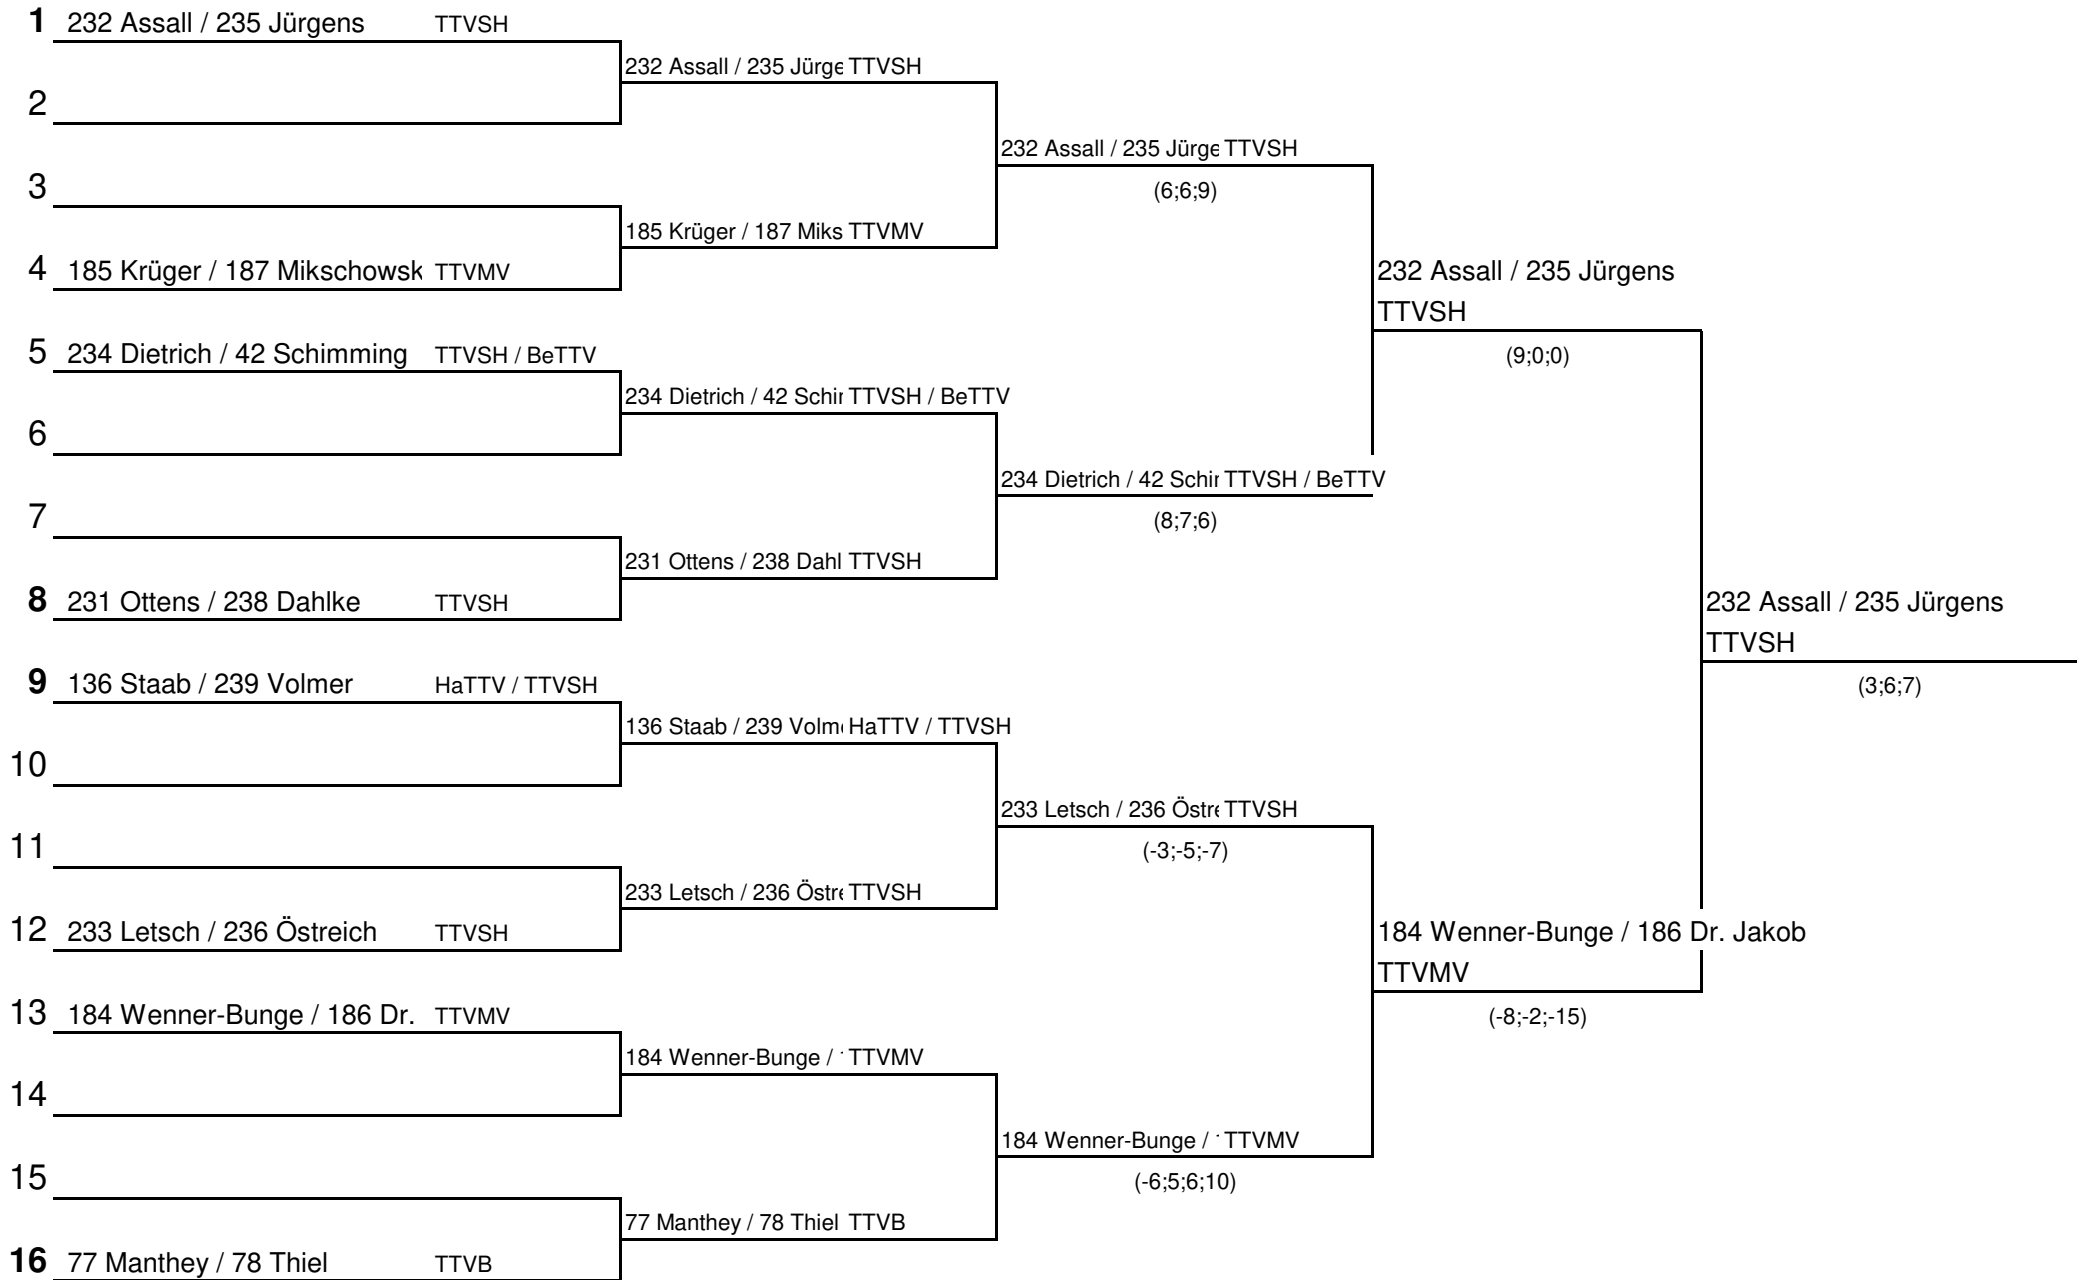 1 232 Assall / 235 Jürgens TTVSH
232 Assall / 235 Jürge TTVSH
2
232 Assall / 235 Jürge TTVSH
3
(6;6;9)
185 Krüger / 187 Miks TTVMV
4 185 Krüger / 187 Mikschowsk TTVMV
232 Assall / 235 Jürgens
TTVSH
5 234 Dietrich / 42 Schimming TTVSH / BeTTV
(9;0;0)
234 Dietrich / 42 Schir TTVSH / BeTTV
6
234 Dietrich / 42 Schir TTVSH / BeTTV
7
(8;7;6)
231 Ottens / 238 Dahl TTVSH
8 231 Ottens / 238 Dahlke TTVSH
232 Assall / 235 Jürgens
TTVSH
9 136 Staab / 239 Volmer HaTTV / TTVSH
(3;6;7)
136 Staab / 239 Volm HaTTV / TTVSH
10
233 Letsch / 236 Östre TTVSH
11
(-3;-5;-7)
233 Letsch / 236 Östre TTVSH
12 233 Letsch / 236 Östreich TTVSH
184 Wenner-Bunge / 186 Dr. Jakob
TTVMV
13 184 Wenner-Bunge / 186 Dr. TTVMV
(-8;-2;-15)
184 Wenner-Bunge / TTVMV
14
184 Wenner-Bunge / TTVMV
15
(-6;5;6;10)
77 Manthey / 78 Thiel TTVB
16 77 Manthey / 78 Thiel TTVB